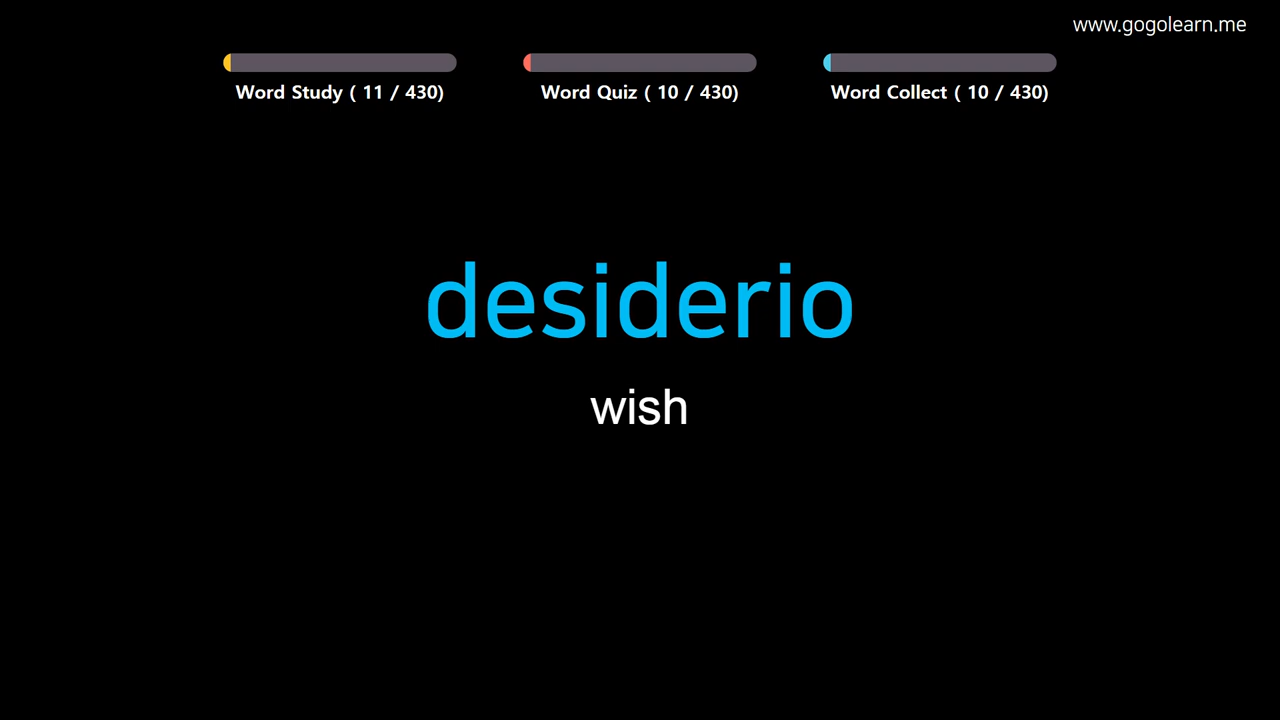 www.gogolearn.me
Word Study ( 11 / 430)
Word Quiz ( 10 / 430)
Word Collect ( 10 / 430)
desiderio
wish